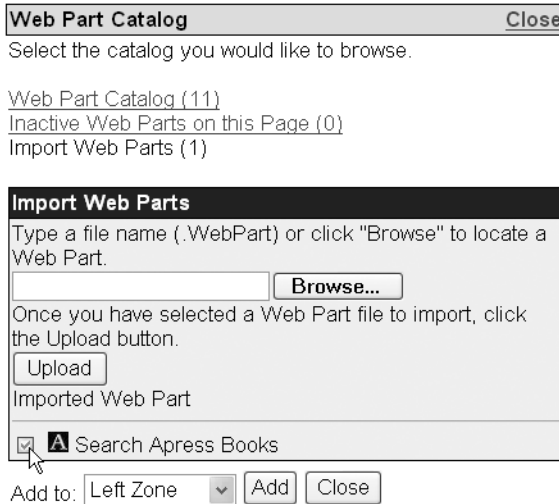 Web Part Catalog Close
Select the catalog you would like to browse.
Web Part Catalog (11)
Inactive Web Parts on this Page (0)
Import Web Parts (1)
Import Web Parts
Type a file name (.WebPart) or click "Browse" to locate a
Web Part.
Browse...
Once you have selected a Web Part file to import, click
the Upload button.
Upload
Imported Web Part
A Search Apress Books
Add to: Left Zone Add Close